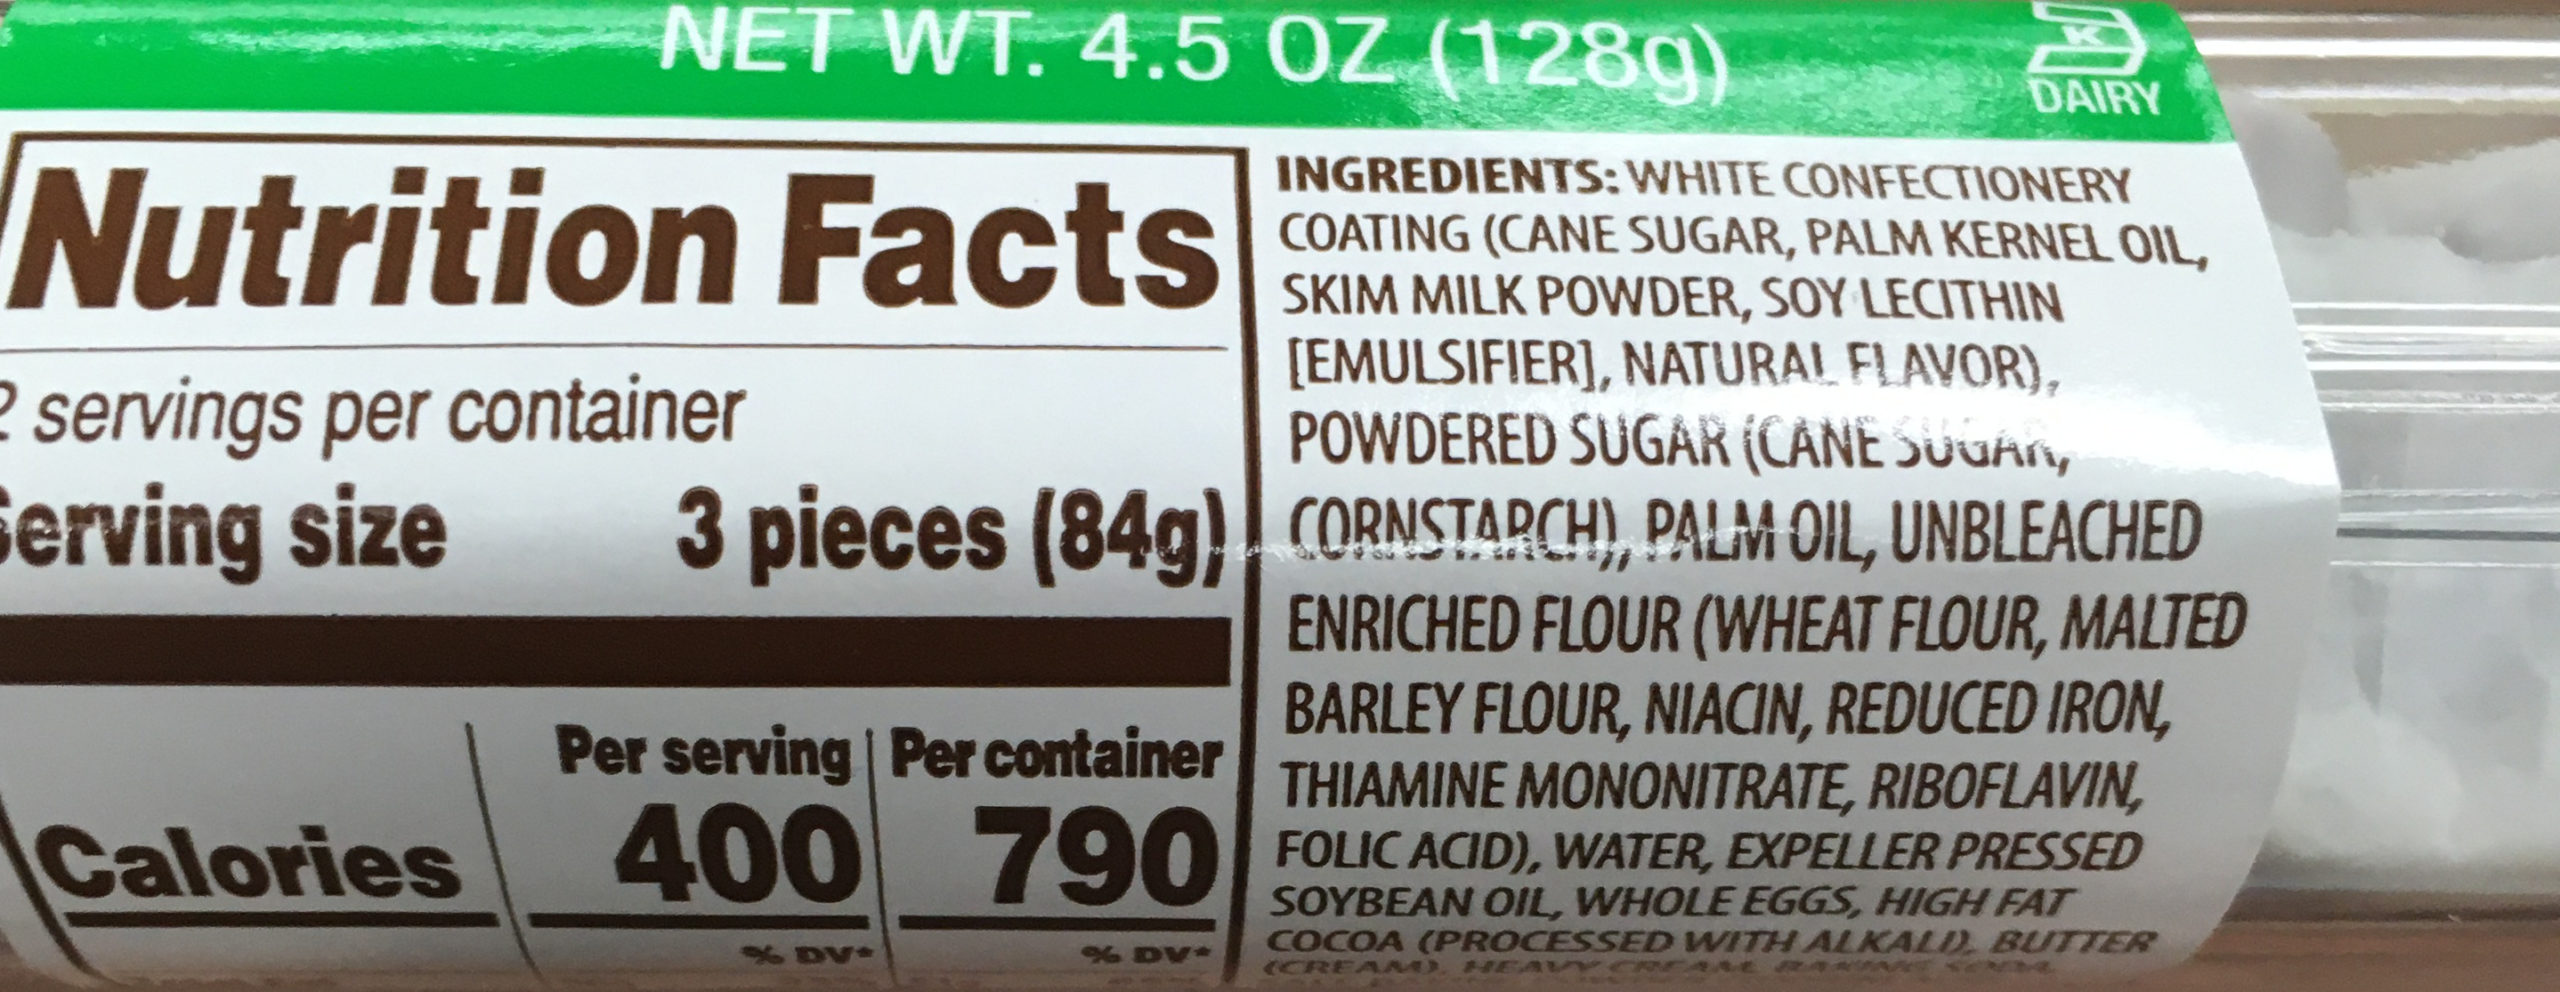 NET WT. 4.5 OZ (128g)
K
DAIRY
Nutrition Facts
2 servings per container
Serving size 3 pieces (84g)
Per serving Per container
Calories 400 790
% DV* % DV*
INGREDIENTS: WHITE CONFECTIONERY
COATING (CANE SUGAR, PALM KERNEL OIL,
SKIM MILK POWDER, SOY LECITHIN
[EMULSIFIER], NATURAL FLAVOR),
POWDERED SUGAR (CANE SUGAR,
CORNSTARCH), PALM OIL, UNBLEACHED
ENRICHED FLOUR (WHEAT FLOUR, MALTED
BARLEY FLOUR, NIACIN, REDUCED IRON,
THIAMINE MONONITRATE, RIBOFLAVIN,
FOLIC ACID), WATER, EXPELLER PRESSED
SOYBEAN OIL, WHOLE EGGS, HIGH FAT
COCOA (PROCESSED WITH ALKALI), BUTTER
(CREAM), HEAVY CREAM, BAKING SODA,